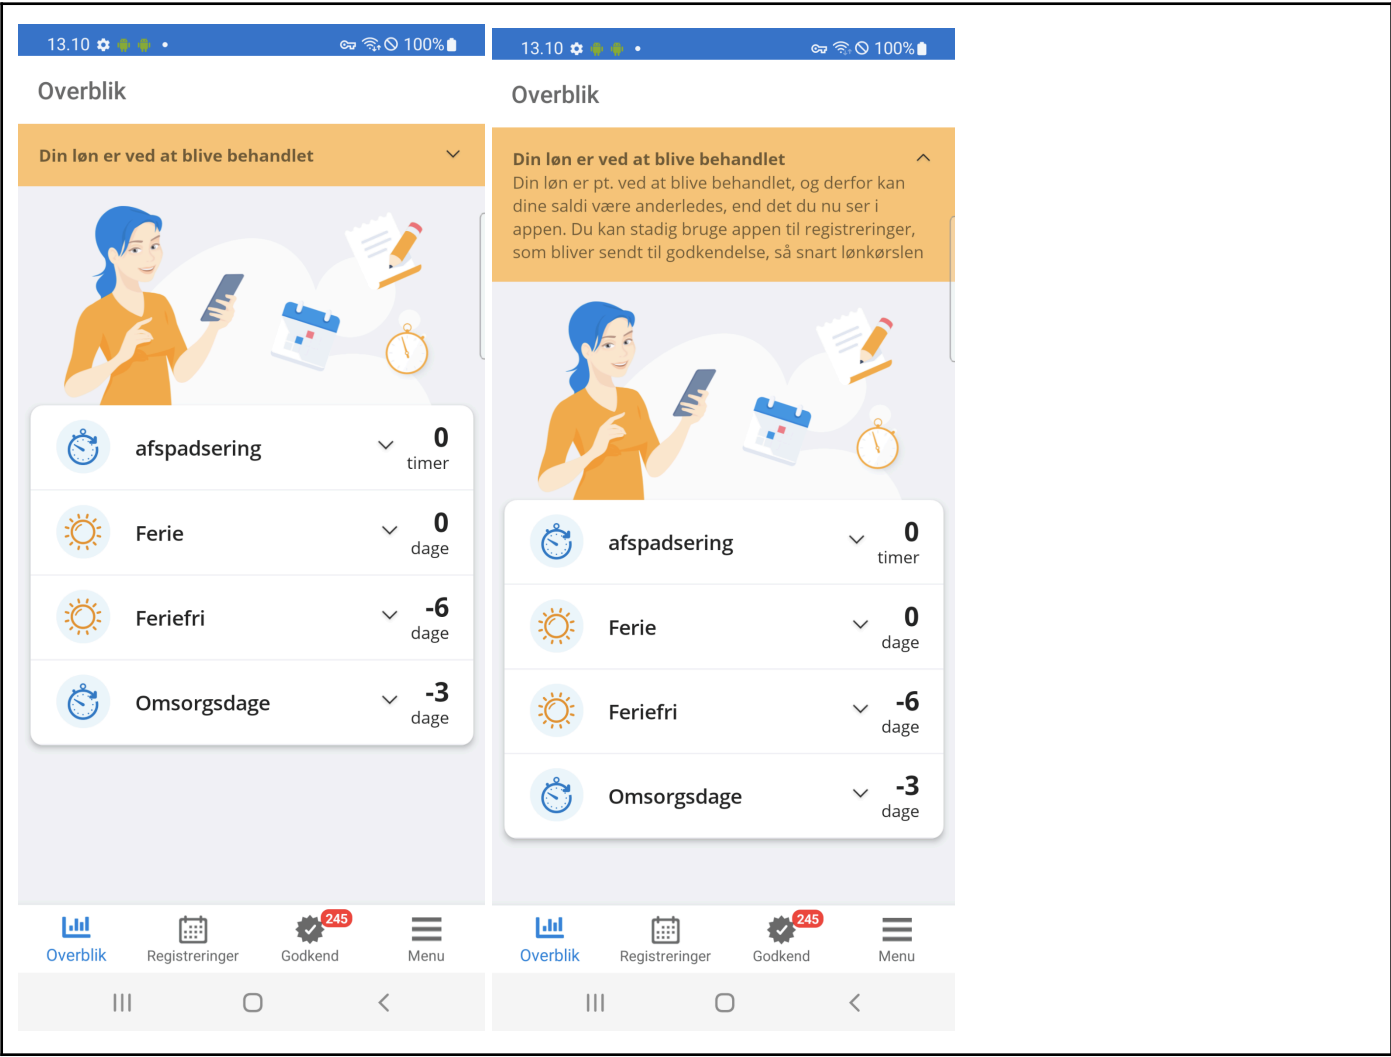 13.10
100%
Overblik
Din løn er ved at blive behandlet
afspadsering
0
timer
Ferie
0
dage
Feriefri
-6
dage
Omsorgsdage
-3
dage
Overblik
Registreringer
245
Godkend
Menu
13.10
100%
Overblik
Din løn er ved at blive behandlet
Din løn er pt. ved at blive behandlet, og derfor kan
dine saldi være anderledes, end det du nu ser i
appen. Du kan stadig bruge appen til registreringer,
som bliver sendt til godkendelse, så snart lønkørslen
afspadsering
0
timer
Ferie
0
dage
Feriefri
-6
dage
Omsorgsdage
-3
dage
Overblik
Registreringer
245
Godkend
Menu